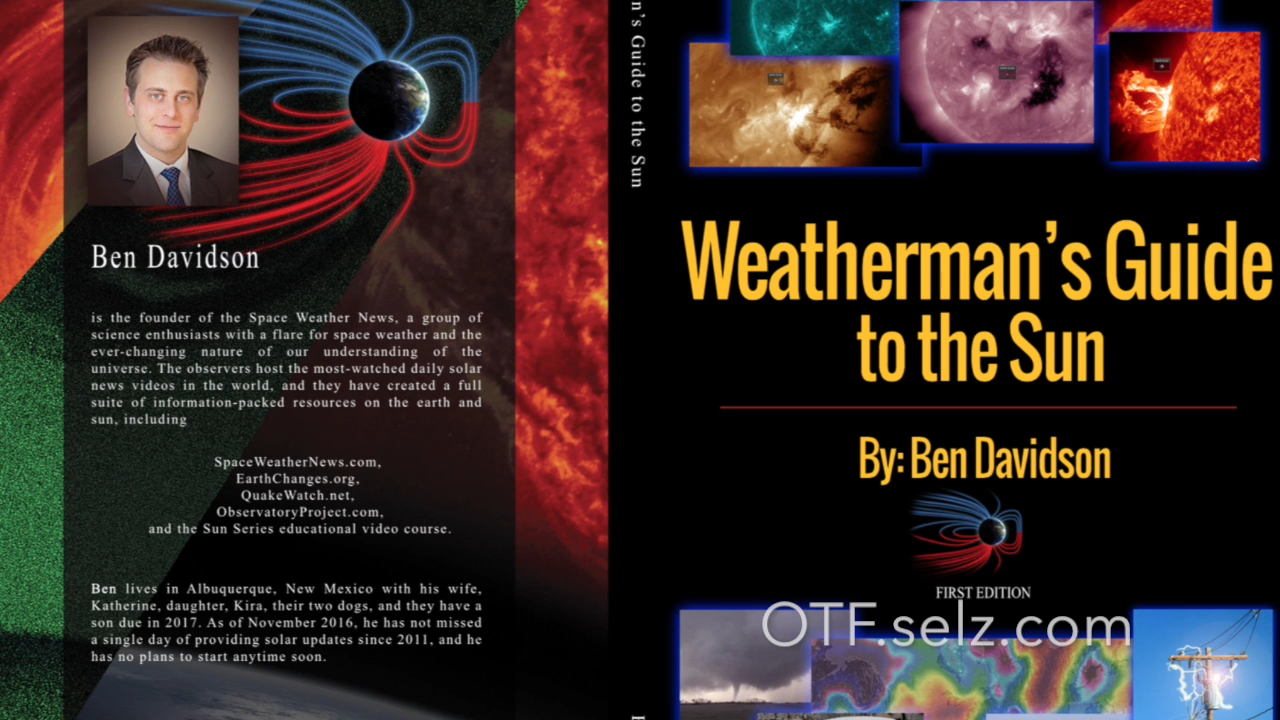 Ben Davidson
is the founder of the Space Weather News, a group of
science enthusiasts with a flare for space weather and the
ever-changing nature of our understanding of the
universe. The observers host the most-watched daily solar
news videos in the world, and they have created a full
suite of information-packed resources on the earth and
sun, including
SpaceWeatherNews.com,
EarthChanges.org,
QuakeWatch.net,
ObservatoryProject.com,
and the Sun Series educational video course.
Ben lives in Albuquerque, New Mexico with his wife,
Katherine, daughter, Kira, their two dogs, and they have a
son due in 2017. As of November 2016, he has not missed
a single day of providing solar updates since 2011, and he
has no plans to start anytime soon.
n's Guide to the Sun
Weatherman's Guide
to the Sun
By: Ben Davidson
FIRST EDITION
OTF.selz.com